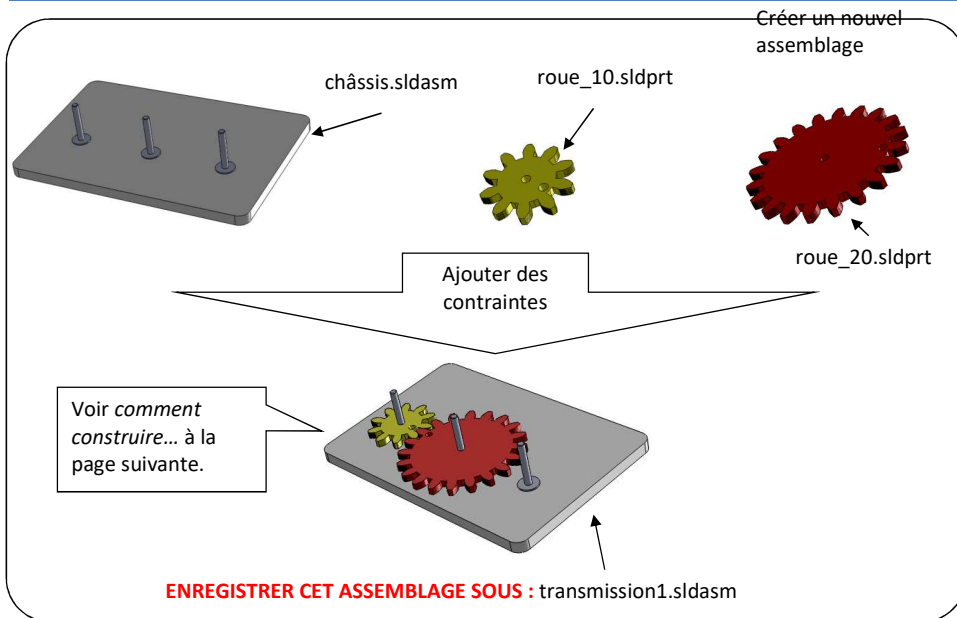 Créer un nouvel
assemblage
châssis.sldasm
roue_10.sldprt
roue_20.sldprt
Ajouter des
contraintes
Voir comment
construire... à la
page suivante.
ENREGISTRER CET ASSEMBLAGE SOUS : transmission1.sldasm